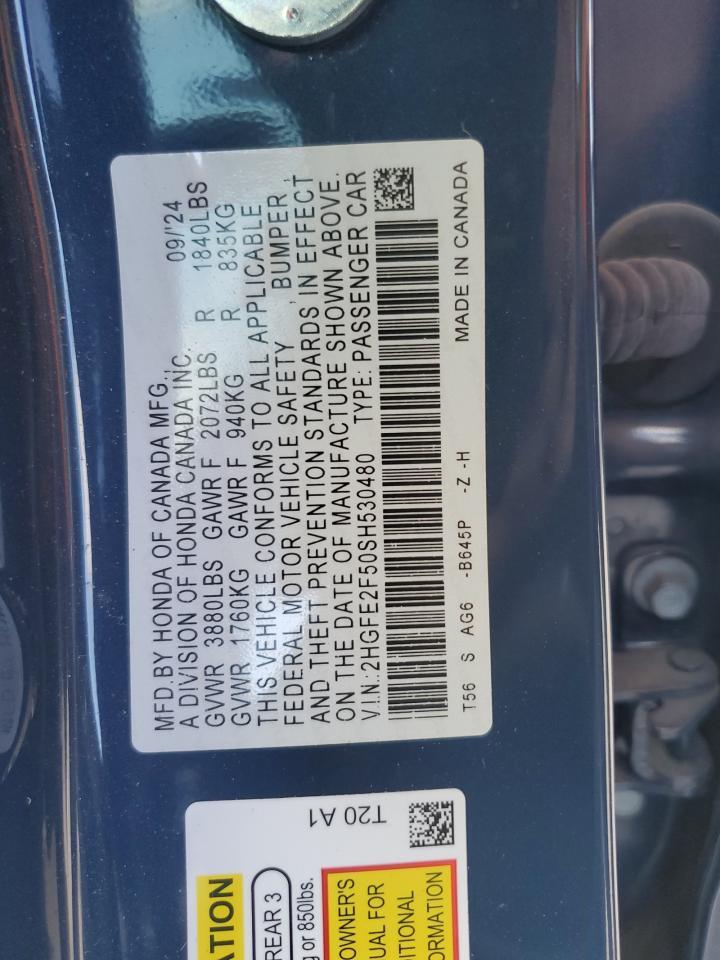 MFD.BY HONDA OF CANADA MFG.,
A DIVISION OF HONDA CANADA INC. 09/'24
GVWR 3880LBS GAWR F 2072LBS R 1840LBS
GVWR 1760KG GAWR F 940KG R 835KG
THIS VEHICLE CONFORMS TO ALL APPLICABLE
FEDERAL MOTOR VEHICLE SAFETY, BUMPER,
AND THEFT PREVENTION STANDARDS IN EFFECT
ON THE DATE OF MANUFACTURE SHOWN ABOVE.
V.I.N.:2HGFE2F50SH530480 TYPE: PASSENGER CAR
T56 S AG6 -B645P -Z -H MADE IN CANADA
T20 A1
ATION
REAR 3
g or 850lbs.
OWNER'S
UAL FOR
DITIONAL
ORMATION